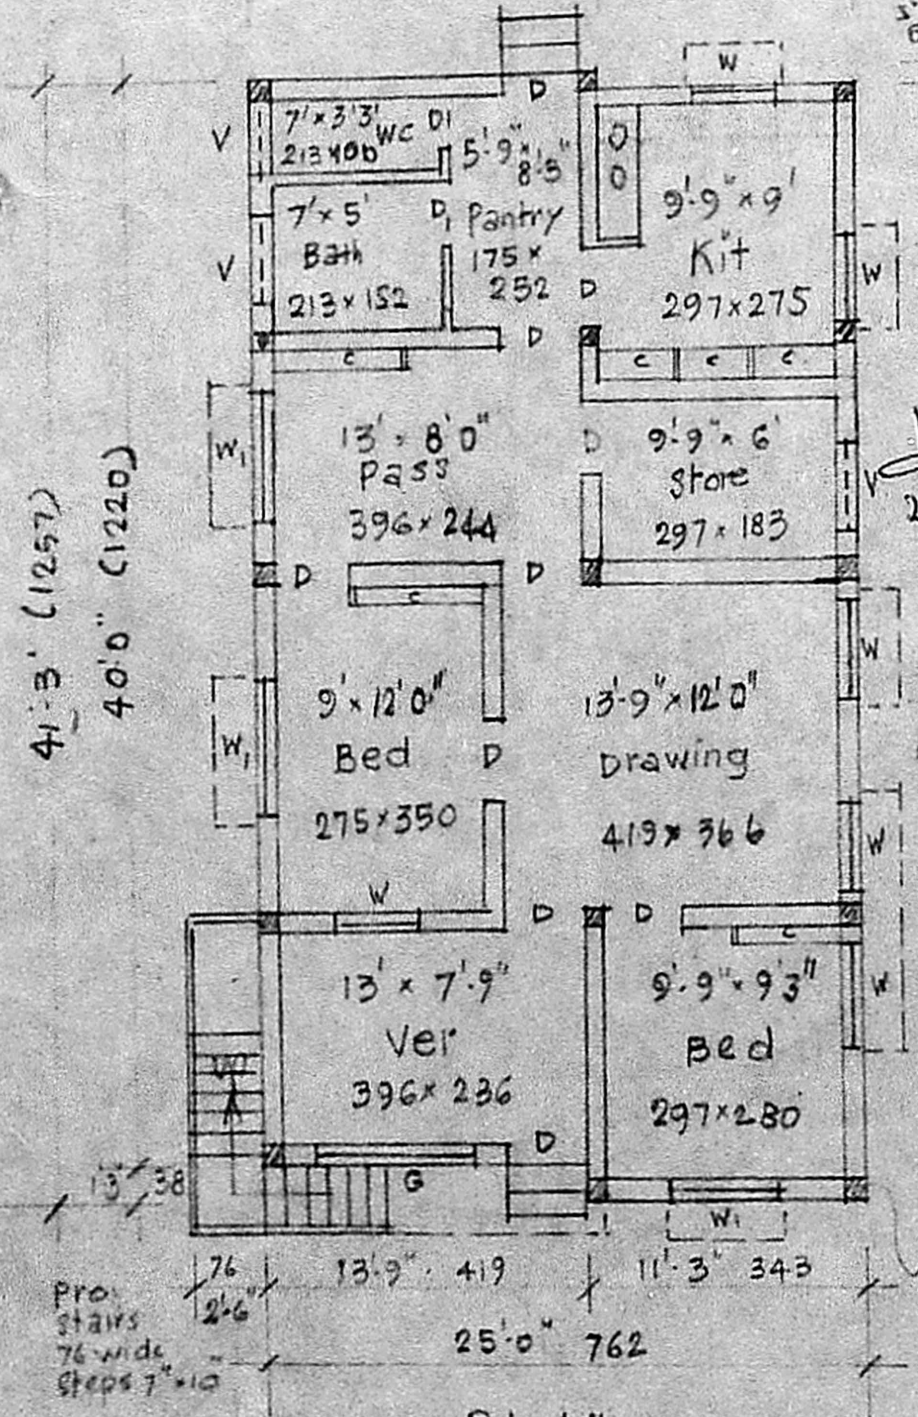 W
D
7' × 3'3'
WC D1
213 ×
V
5'-9" ×
8'-3"
9'-9" × 9'
Kit
297×275
W
7' × 5'
Bath
213 × 152
V
D1 Pantry
175 ×
252
D
D
C
C C C
W1
13' × 8'0"
Pass
396 × 244
D
9'-9" × 6'
Store
297 × 183
V
41'-3' (1257)
40'0" (1220)
D
D
C
W
9' × 12'0"
Bed
275×350
W1
D
13'-9" × 12'0"
Drawing
419 × 366
W
W
D D
C
13' × 7'-9"
Ver
396 × 236
9'-9" × 9'3"
Bed
297×280
W
W1
D
G
13" 38
W1
76
2'-6"
13'-9" . 419
11'-3" 343
25'-0" 762
Pro.
Stairs
76 wide
Steps 7" × 10"